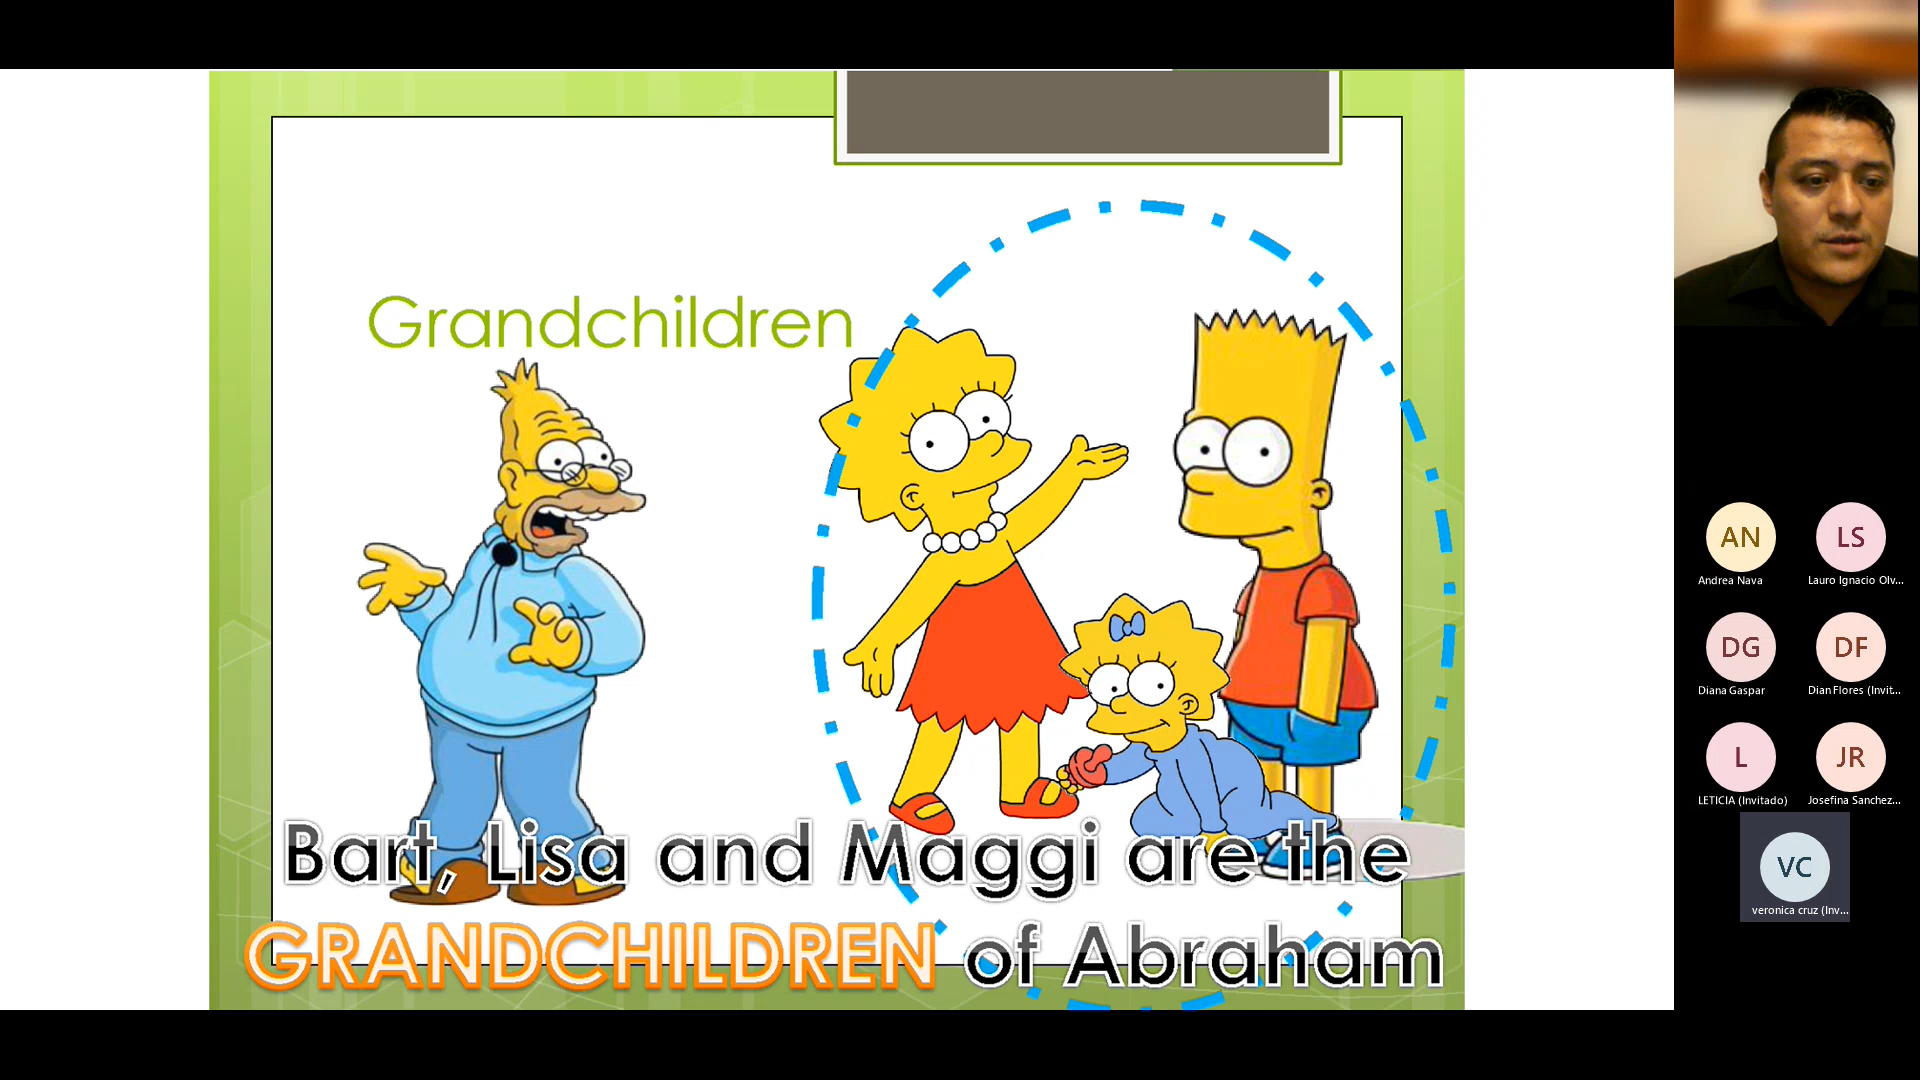 Grandchildren
Bart, Lisa and Maggi are the
GRANDCHILDREN of Abraham
AN
LS
Andrea Nava
Lauro Ignacio Olv...
DG
DF
Diana Gaspar
Dian Flores (Invit...
L
JR
LETICIA (Invitado)
Josefina Sanchez...
VC
veronica cruz (Inv...